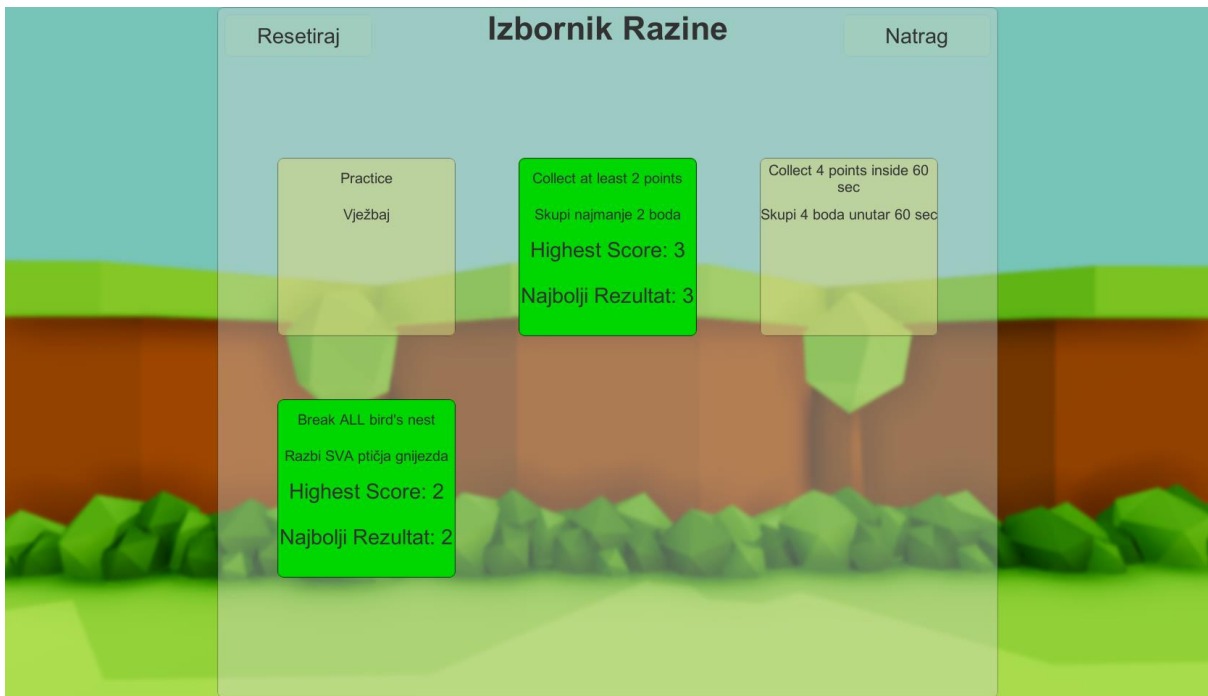 Resetiraj
Izbornik Razine
Natrag
Practice
Vježbaj
Collect at least 2 points
Skupi najmanje 2 boda
Highest Score: 3
Najbolji Rezultat: 3
Collect 4 points inside 60
sec
Skupi 4 boda unutar 60 sec
Break ALL bird's nest
Razbi SVA ptičja gnijezda
Highest Score: 2
Najbolji Rezultat: 2